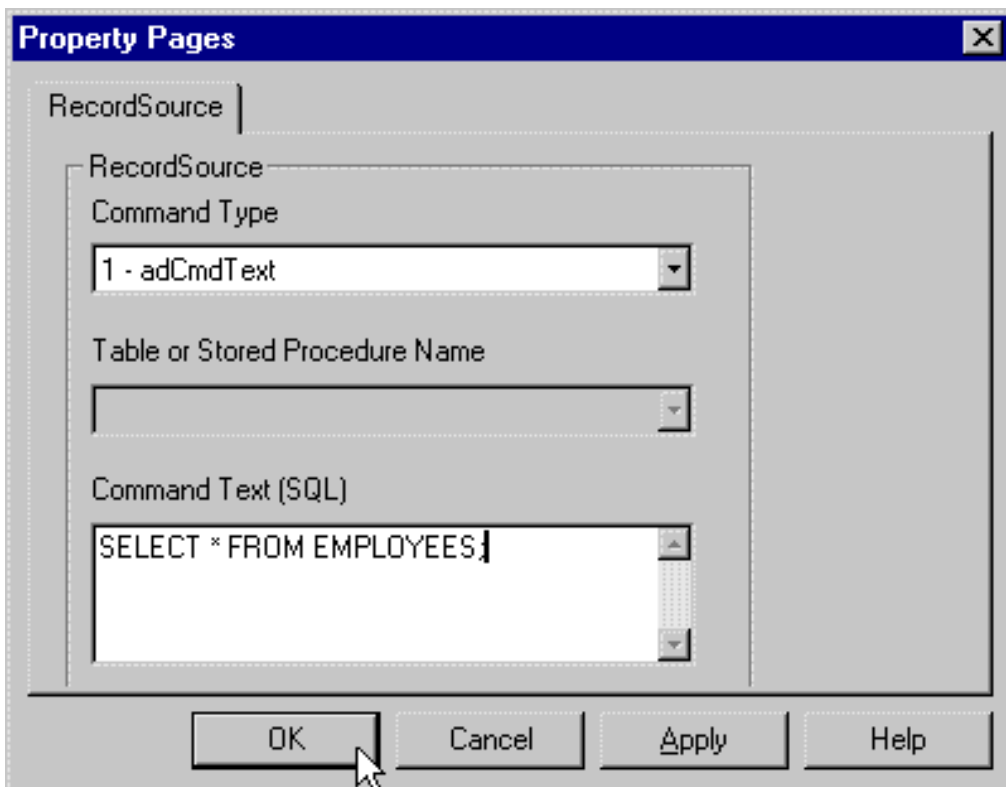 Property Pages
RecordSource
RecordSource
Command Type
1 - adCmdText
Table or Stored Procedure Name
Command Text (SQL)
SELECT * FROM EMPLOYEES;
OK Cancel Apply Help